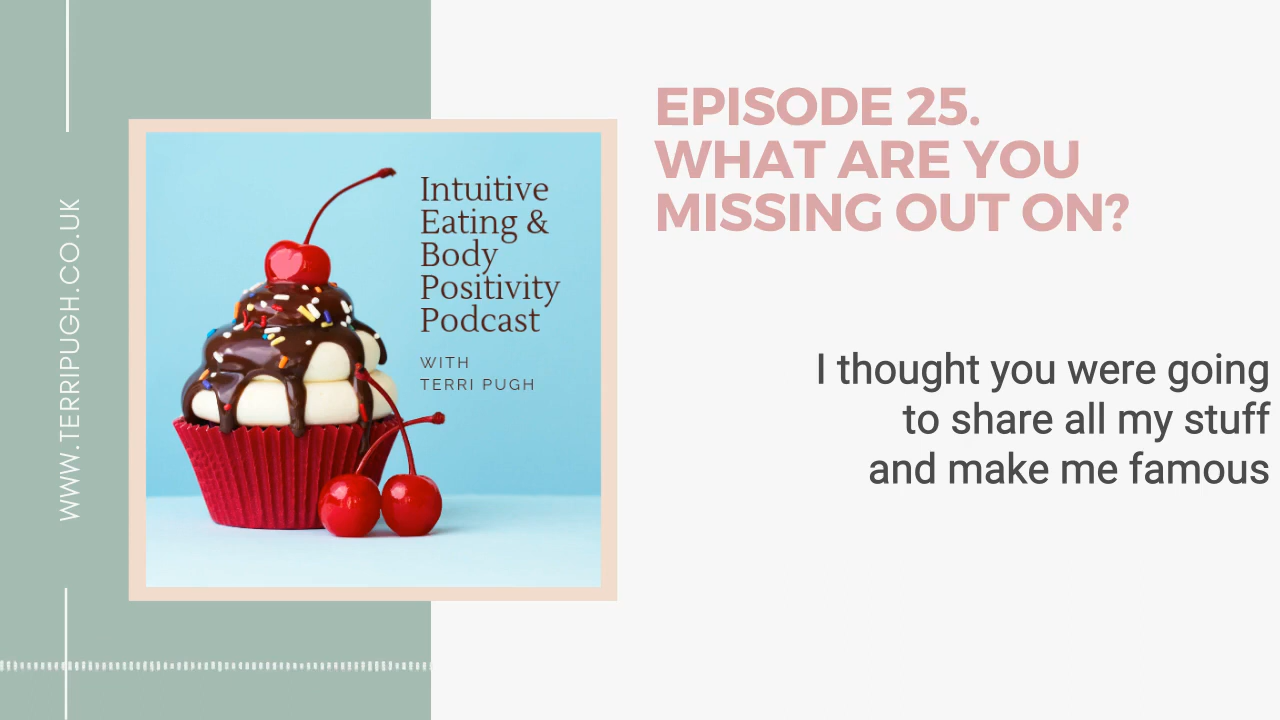 WWW.TERRIPUGH.CO.UK
Intuitive
Eating &
Body
Positivity
Podcast
WITH
TERRI PUGH
EPISODE 25.
WHAT ARE YOU
MISSING OUT ON?
I thought you were going
to share all my stuff
and make me famous